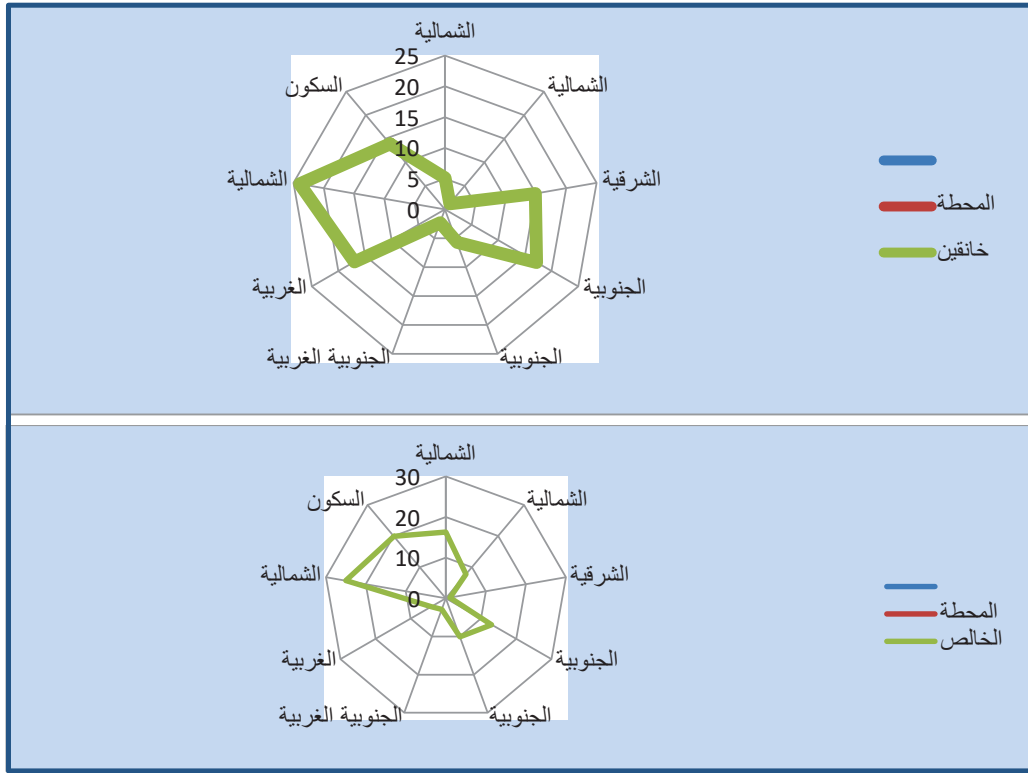 الشمالية
25
السكون
الشمالية
20
15
10
الشمالية
الشرقية
5
0
المحطة
خانقين
الغربية
الجنوبية
الجنوبية الغربية
الجنوبية
الشمالية
30
السكون
الشمالية
20
10
الشمالية
الشرقية
0
المحطة
الخالص
الغربية
الجنوبية
الجنوبية الغربية
الجنوبية